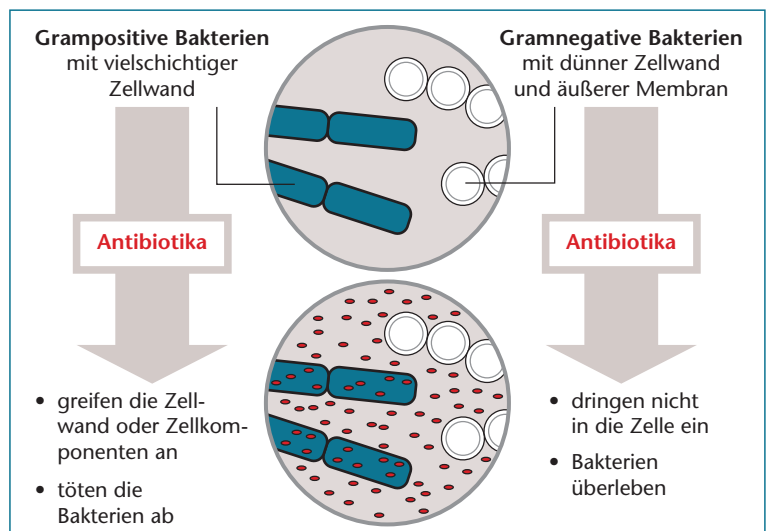 Grampositive Bakterien
mit vielschichtiger
Zellwand
Gramnegative Bakterien
mit dünner Zellwand
und äußerer Membran
Antibiotika
Antibiotika
• greifen die Zell-
wand oder Zellkom-
ponenten an
• töten die
Bakterien ab
• dringen nicht
in die Zelle ein
• Bakterien
überleben